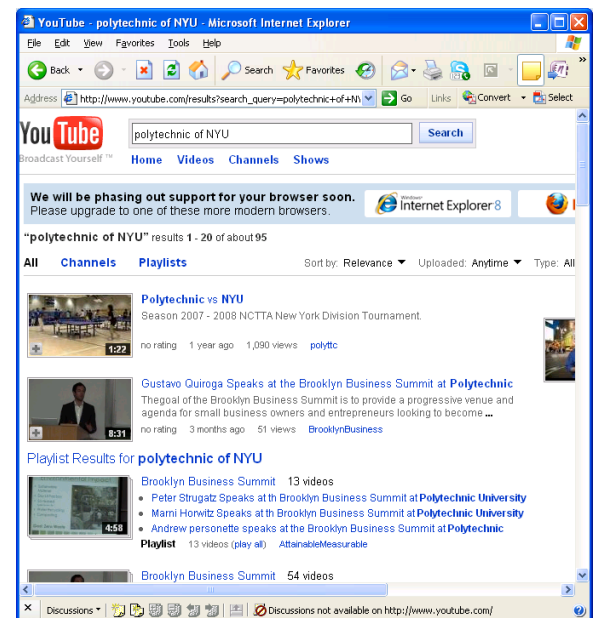 YouTube - polytechnic of NYU - Microsoft Internet Explorer
File Edit View Favorites Tools Help
Back Search Favorites »
Address http://www.youtube.com/results?search_query=polytechnic+of+N Go Links Convert Select
You Tube
Broadcast Yourself ™
polytechnic of NYU Search
Home Videos Channels Shows
We will be phasing out support for your browser soon.
Please upgrade to one of these more modern browsers.
Windows Internet Explorer 8
"polytechnic of NYU" results 1 - 20 of about 95
All Channels Playlists Sort by: Relevance Uploaded: Anytime Type: All
Polytechnic vs NYU
Season 2007 - 2008 NCTTA New York Division Tournament.
1:22
no rating 1 year ago 1,090 views polyttc
Gustavo Quiroga Speaks at the Brooklyn Business Summit at Polytechnic
Thegoal of the Brooklyn Business Summit is to provide a progressive venue and
agenda for small business owners and entrepreneurs looking to become ...
8:31
no rating 3 months ago 51 views BrooklynBusiness
Playlist Results for polytechnic of NYU
Brooklyn Business Summit 13 videos
• Peter Strugatz Speaks at th Brooklyn Business Summit at Polytechnic University
• Marni Horwitz Speaks at th Brooklyn Business Summit at Polytechnic University
• Andrew personette speaks at the Brooklyn Business Summit at Polytechnic
4:58
Playlist 13 videos (play all) AttainableMeasurable
Brooklyn Business Summit 54 videos
× Discussions Discussions not available on http://www.youtube.com/